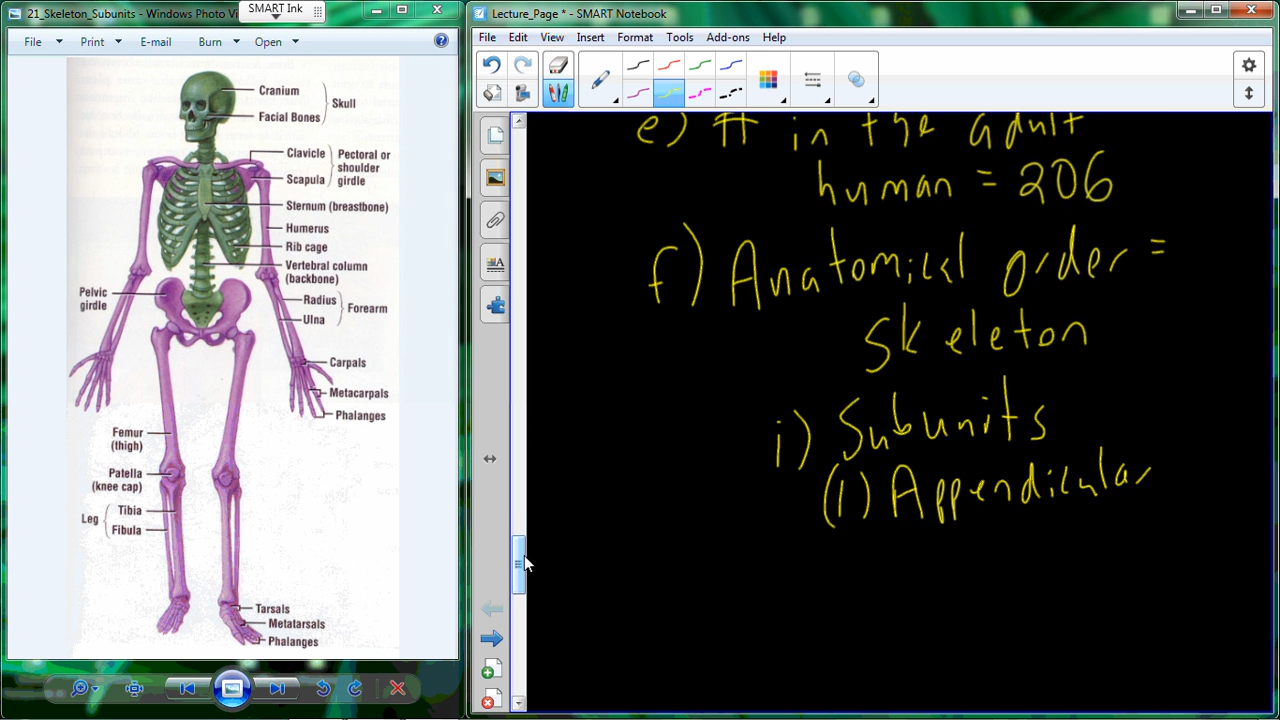 21_Skeleton_Subunits - Windows Photo Vi
SMART Ink
File Print E-mail Burn Open
Cranium
Facial Bones
Skull
Clavicle
Scapula
Pectoral or
shoulder
girdle
Sternum (breastbone)
Humerus
Rib cage
Vertebral column
(backbone)
Pelvic
girdle
Radius
Ulna
Forearm
Carpals
Metacarpals
Phalanges
Femur
(thigh)
Patella
(knee cap)
Leg
Tibia
Fibula
Tarsals
Metatarsals
Phalanges
Lecture_Page * - SMART Notebook
File Edit View Insert Format Tools Add-ons Help
e) # in the adult
human = 206
f) Anatomical order =
skeleton
i) Subunits
(1) Appendicular